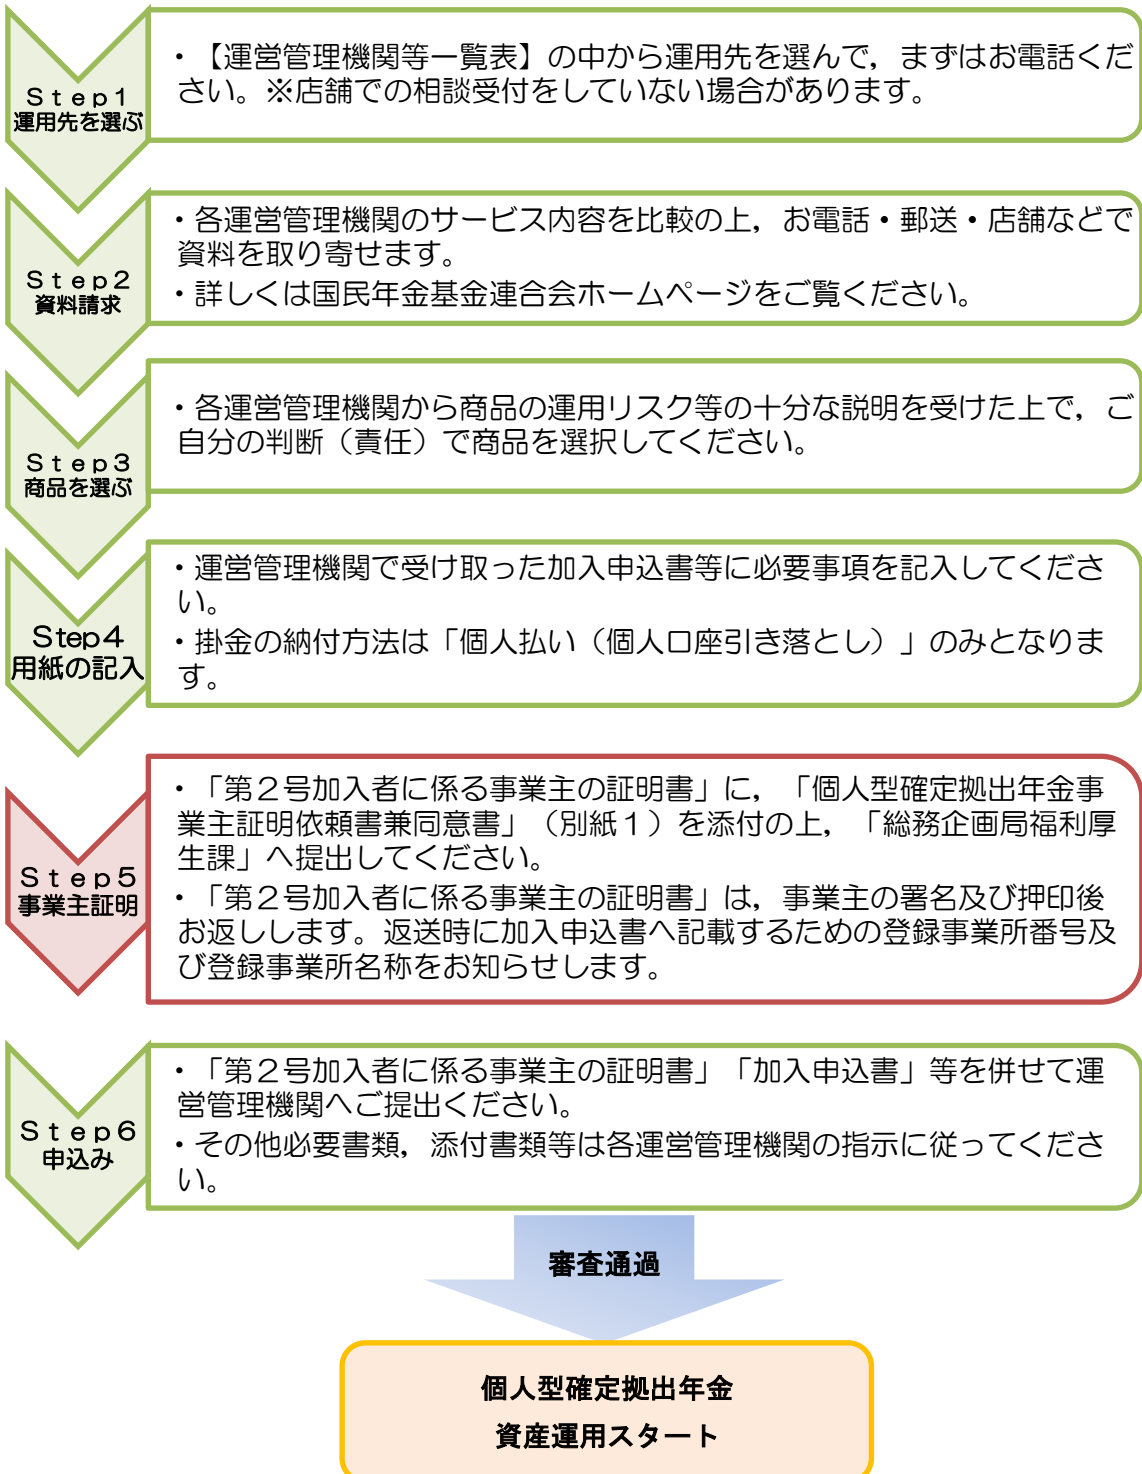 Ｓｔｅｐ１
運用先を選ぶ
・【運営管理機関等一覧表】の中から運用先を選んで，まずはお電話くだ
さい。※店舗での相談受付をしていない場合があります。
Ｓｔｅｐ２
資料請求
・各運営管理機関のサービス内容を比較の上，お電話・郵送・店舗などで
資料を取り寄せます。
・詳しくは国民年金基金連合会ホームページをご覧ください。
Ｓｔｅｐ３
商品を選ぶ
・各運営管理機関から商品の運用リスク等の十分な説明を受けた上で，ご
自分の判断（責任）で商品を選択してください。
Step４
用紙の記入
・運営管理機関で受け取った加入申込書等に必要事項を記入してくださ
い。
・掛金の納付方法は「個人払い（個人口座引き落とし）」のみとなりま
す。
Ｓｔｅｐ５
事業主証明
・「第２号加入者に係る事業主の証明書」に，「個人型確定拠出年金事
業主証明依頼書兼同意書」（別紙１）を添付の上，「総務企画局福利厚
生課」へ提出してください。
・「第２号加入者に係る事業主の証明書」は，事業主の署名及び押印後
お返しします。返送時に加入申込書へ記載するための登録事業所番号及
び登録事業所名称をお知らせします。
Ｓｔｅｐ６
申込み
・「第２号加入者に係る事業主の証明書」「加入申込書」等を併せて運
営管理機関へご提出ください。
・その他必要書類，添付書類等は各運営管理機関の指示に従ってくださ
い。
審査通過
個人型確定拠出年金
資産運用スタート